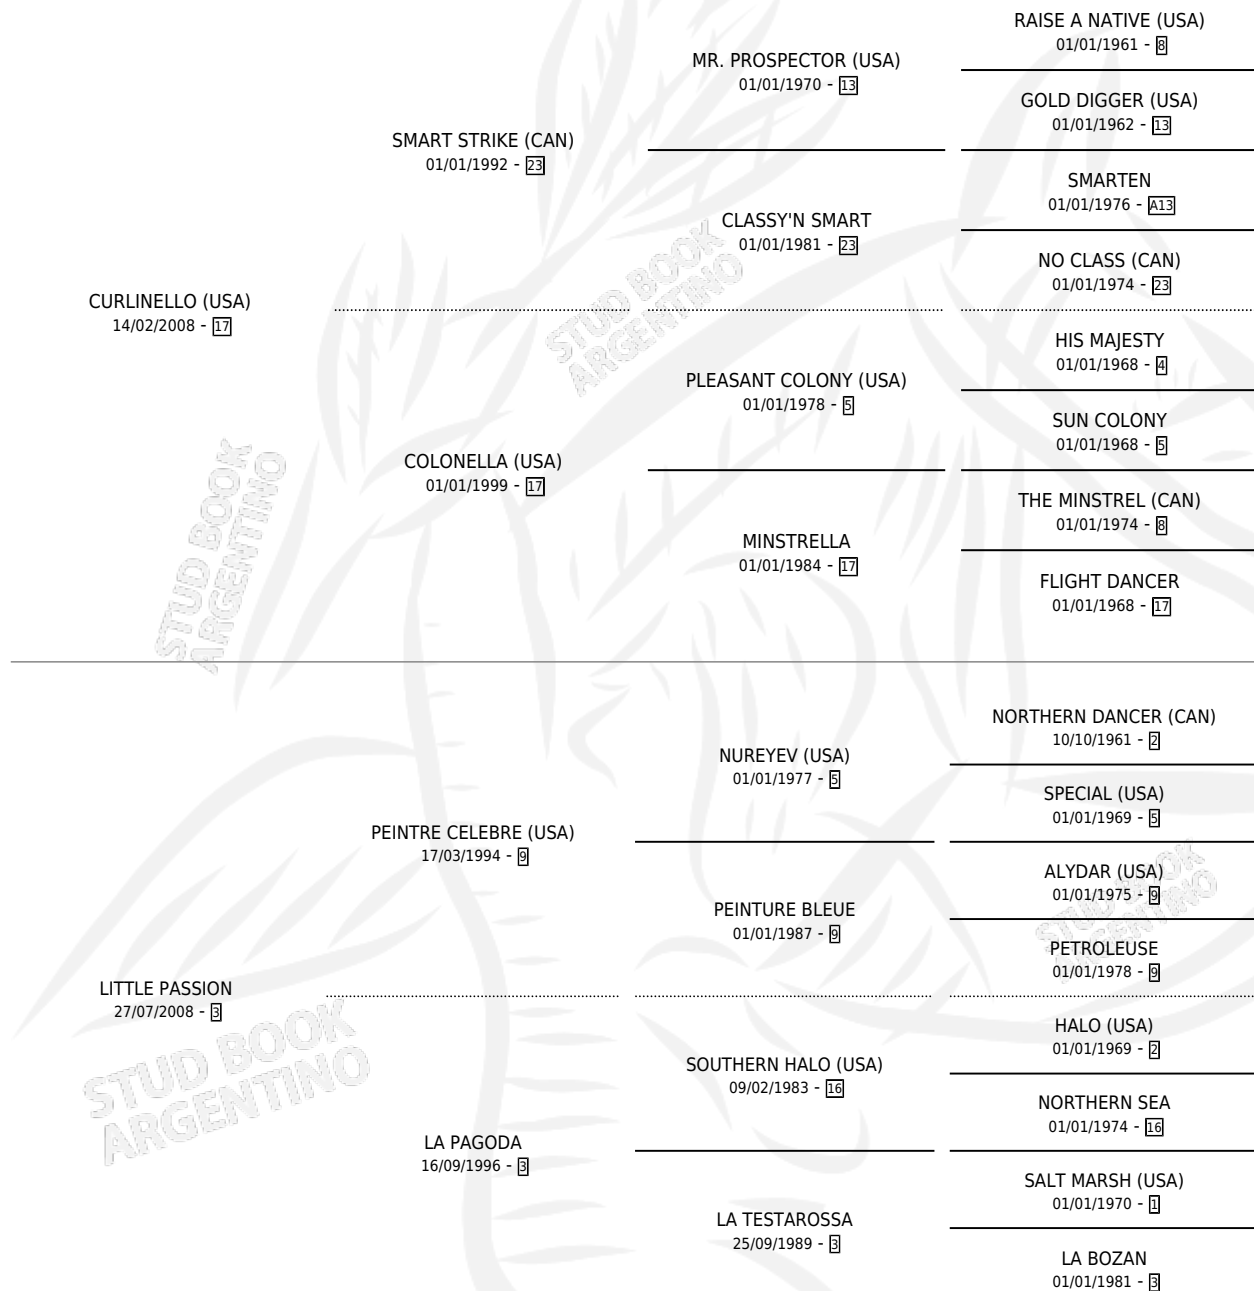 RAISE A NATIVE (USA)
01/01/1961 - 8
MR. PROSPECTOR (USA)
01/01/1970 - 13
GOLD DIGGER (USA)
01/01/1962 - 13
SMART STRIKE (CAN)
01/01/1992 - 23
SMARTEN
01/01/1976 - A13
CLASSY'N SMART
01/01/1981 - 23
NO CLASS (CAN)
01/01/1974 - 23
CURLINELLO (USA)
14/02/2008 - 17
HIS MAJESTY
01/01/1968 - 4
PLEASANT COLONY (USA)
01/01/1978 - 5
SUN COLONY
01/01/1968 - 5
COLONELLA (USA)
01/01/1999 - 17
THE MINSTREL (CAN)
01/01/1974 - 8
MINSTRELLA
01/01/1984 - 17
FLIGHT DANCER
01/01/1968 - 17
NORTHERN DANCER (CAN)
10/10/1961 - 2
NUREYEV (USA)
01/01/1977 - 5
SPECIAL (USA)
01/01/1969 - 5
PEINTRE CELEBRE (USA)
17/03/1994 - 9
ALYDAR (USA)
01/01/1975 - 9
PEINTURE BLEUE
01/01/1987 - 9
PETROLEUSE
01/01/1978 - 9
LITTLE PASSION
27/07/2008 - 3
HALO (USA)
01/01/1969 - 2
SOUTHERN HALO (USA)
09/02/1983 - 16
NORTHERN SEA
01/01/1974 - 16
LA PAGODA
16/09/1996 - 3
SALT MARSH (USA)
01/01/1970 - 1
LA TESTAROSSA
25/09/1989 - 3
LA BOZAN
01/01/1981 - 3
STUD BOOK
ARGENTINO
STUD BOOK
ARGENTINO
STUD BOOK
ARGENTINO
STUD BOOK
ARGENTINO